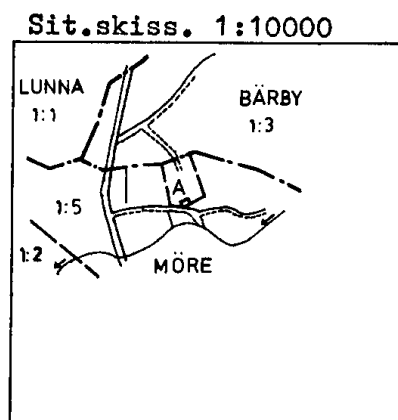 Sit.skiss. 1:10000
LUNNA
1:1
BÄRBY
1:3
A
1:5
1:2
MÖRE